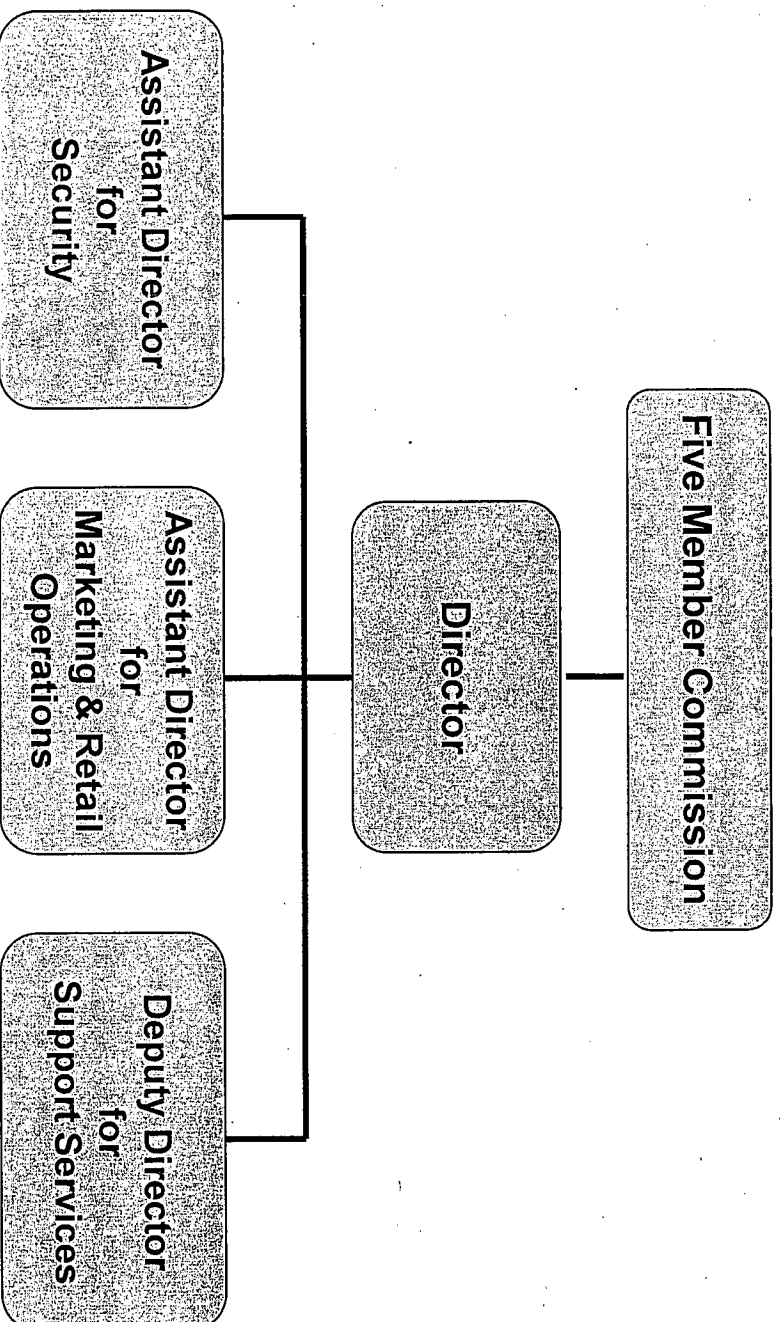 Five Member Commission
Director
Assistant Director
for
Security
Assistant Director
for
Marketing & Retail
Operations
Deputy Director
for
Support Services